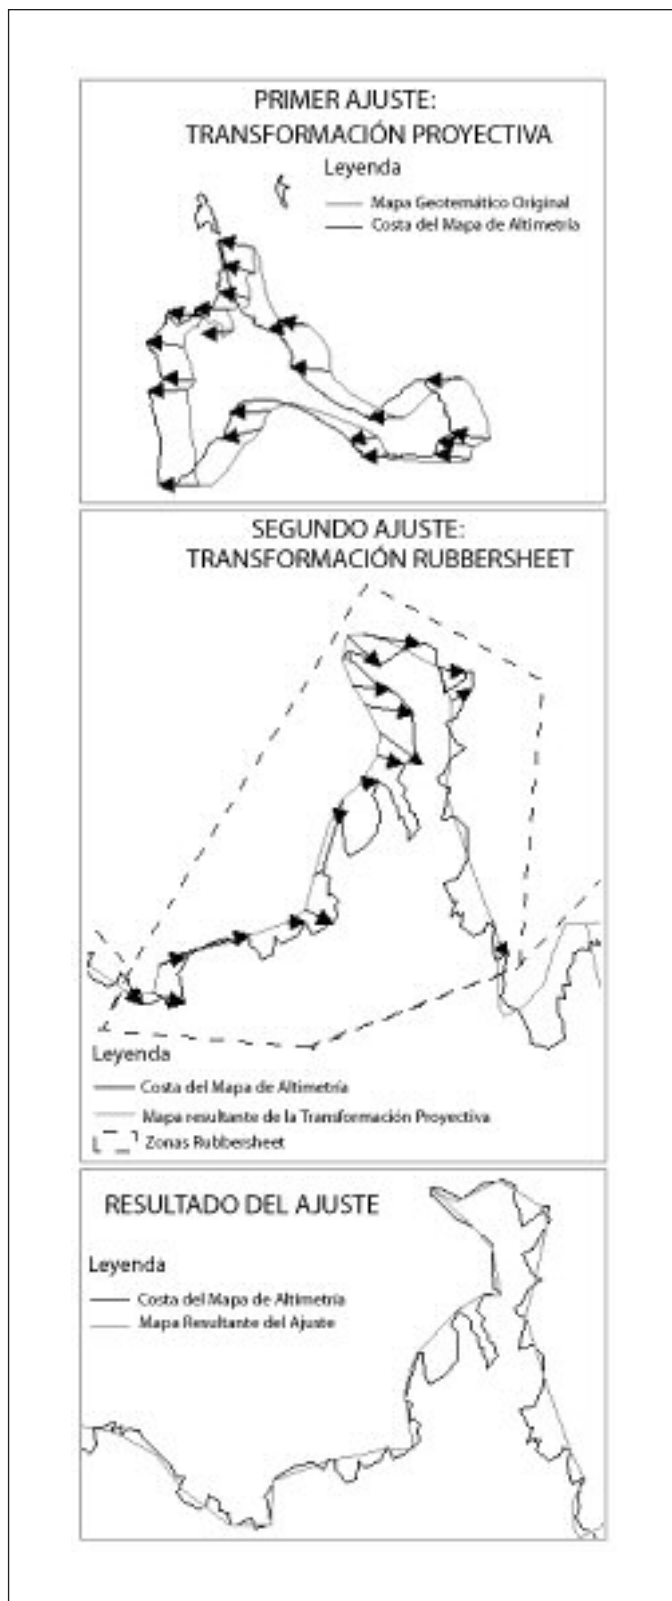 PRIMER AJUSTE:
TRANSFORMACIÓN PROYECTIVA
Leyenda
Mapa Geotemático Original
Costa del Mapa de Altimetría
SEGUNDO AJUSTE:
TRANSFORMACIÓN RUBBERSHEET
Leyenda
Costa del Mapa de Altimetría
Mapa resultante de la Transformación Proyectiva
Zonas Rubbersheet
RESULTADO DEL AJUSTE
Leyenda
Costa del Mapa de Altimetría
Mapa Resultante del Ajuste